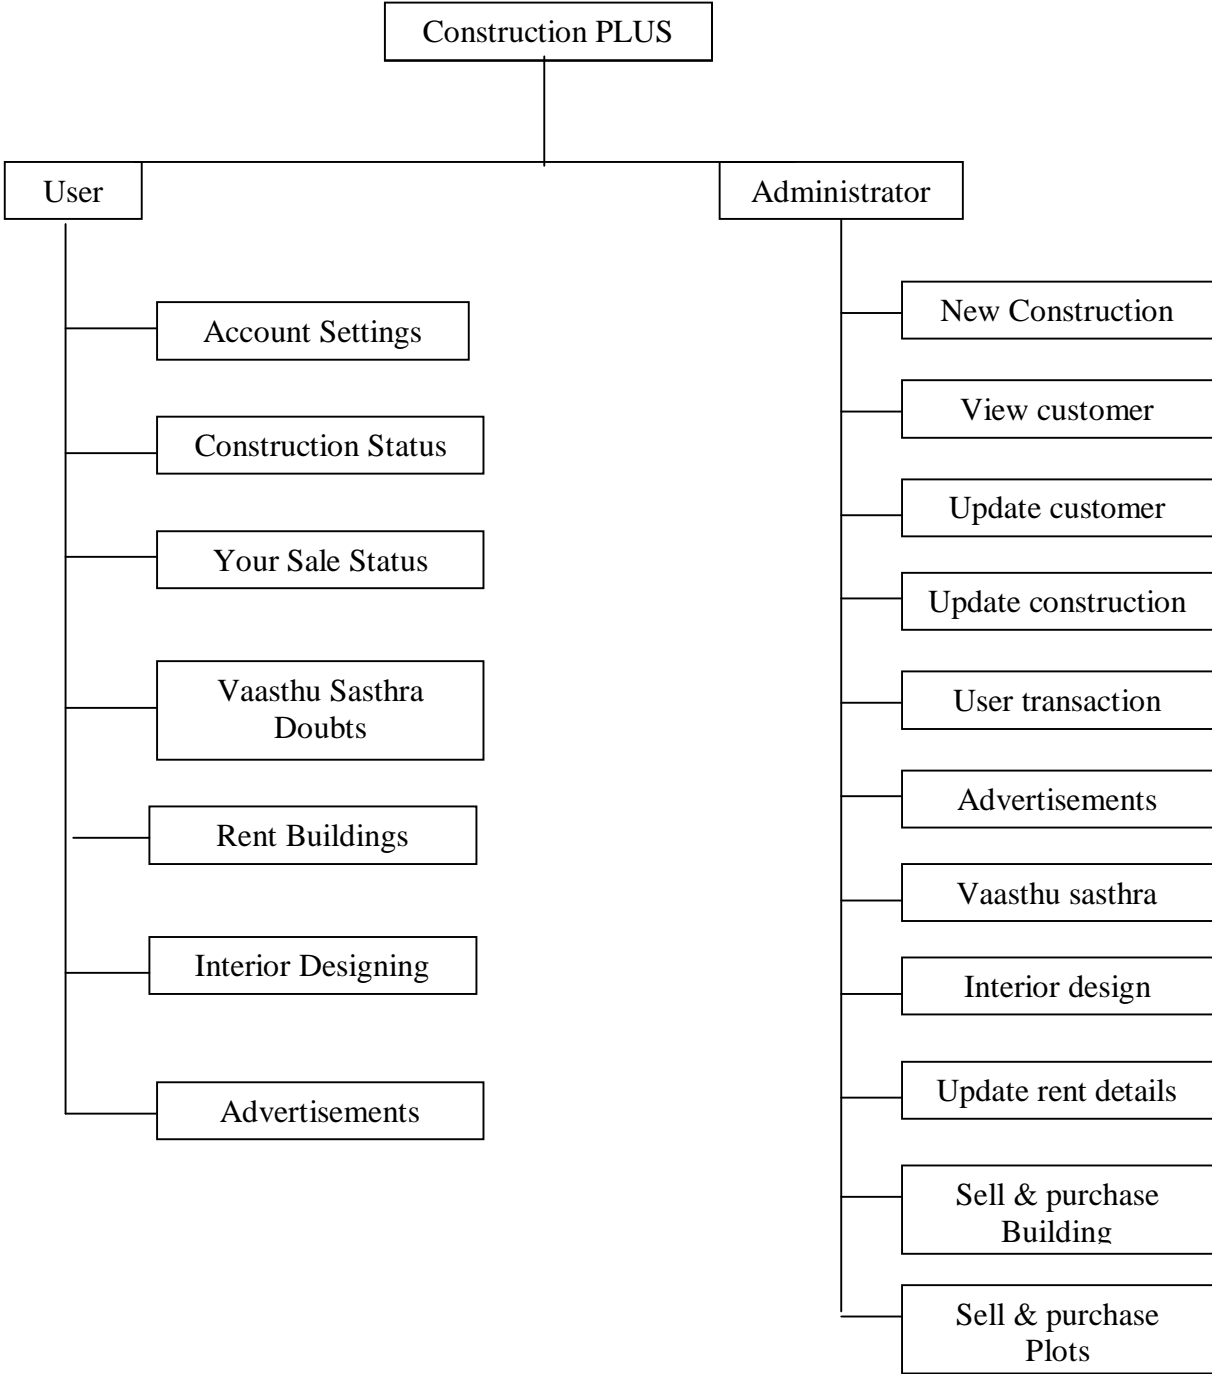 Construction PLUS
User
Administrator
Account Settings
Construction Status
Your Sale Status
Vaasthu Sasthra
Doubts
Rent Buildings
Interior Designing
Advertisements
New Construction
View customer
Update customer
Update construction
User transaction
Advertisements
Vaasthu sasthra
Interior design
Update rent details
Sell & purchase
Building
Sell & purchase
Plots